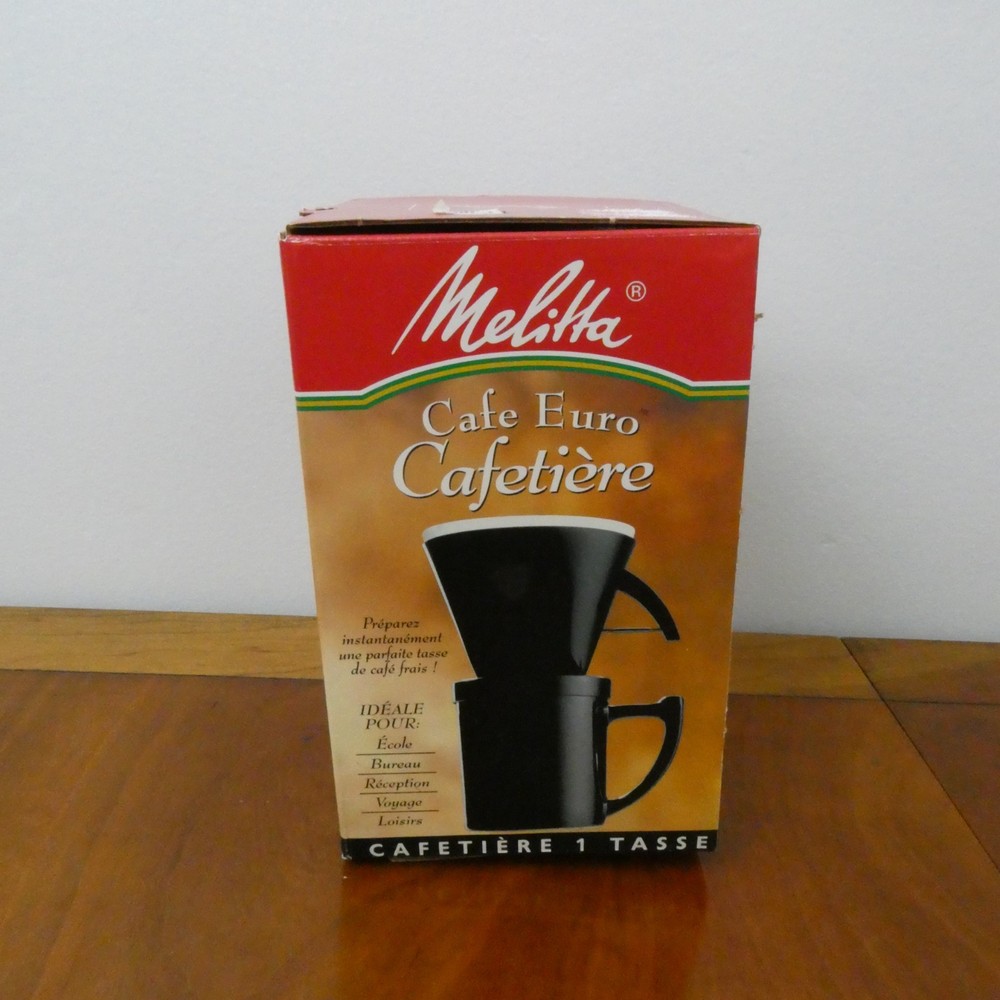 Melitta®
Cafe Euro
Cafetière
Préparez
instantanément
une parfaite tasse
de café frais !
IDÉALE
POUR:
École
Bureau
Réception
Voyage
Loisirs
CAFETIÈRE 1 TASSE